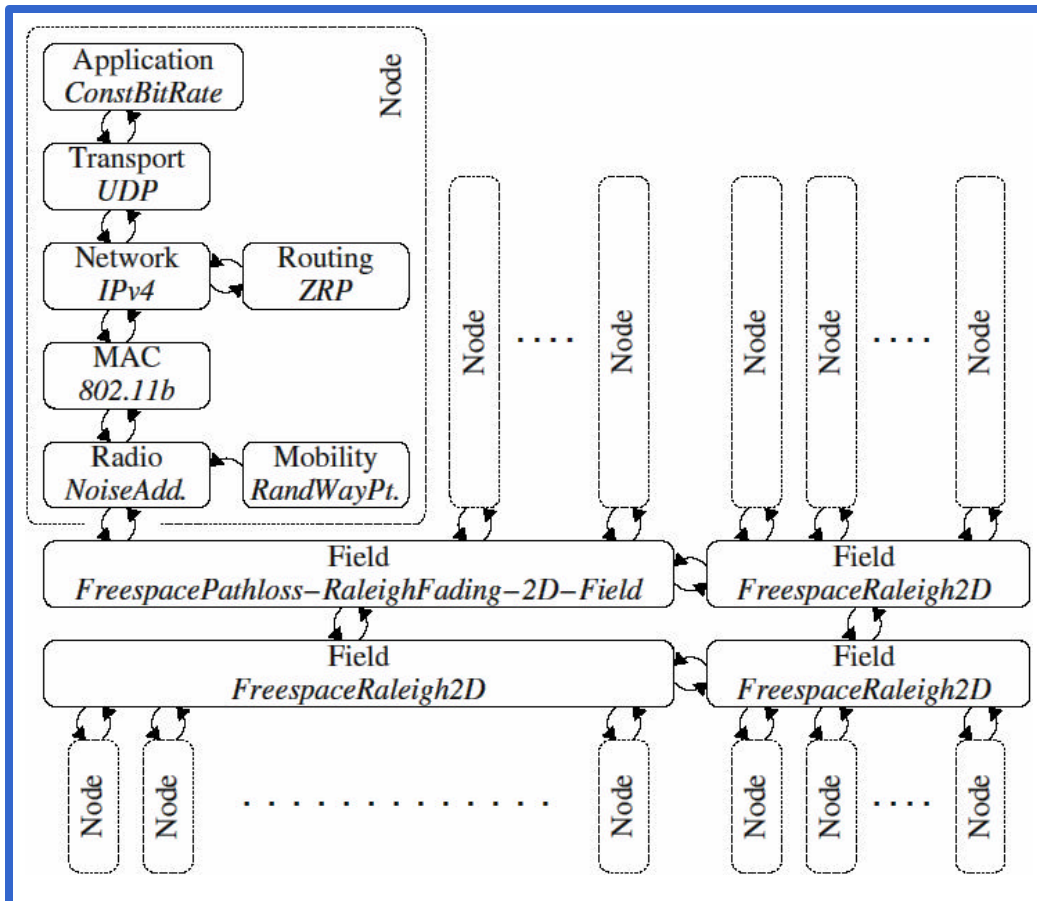 Application
ConstBitRate
Node
Transport
UDP
Network
IPv4
Routing
ZRP
MAC
802.11b
Radio
NoiseAdd.
Mobility
RandWayPt.
Node
. . . .
Node
Node
Node
. . . .
Node
Field
FreespacePathloss–RaleighFading–2D–Field
Field
FreespaceRaleigh2D
Field
FreespaceRaleigh2D
Field
FreespaceRaleigh2D
Node
Node
. . . . . . . . . . . . .
Node
Node
Node
. . . .
Node